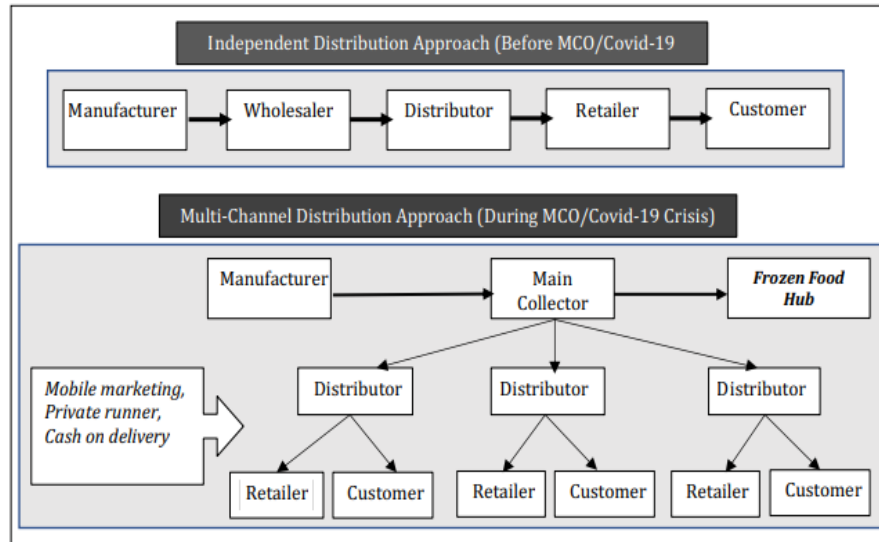 Independent Distribution Approach (Before MCO/Covid-19
Manufacturer
Wholesaler
Distributor
Retailer
Customer
Multi-Channel Distribution Approach (During MCO/Covid-19 Crisis)
Manufacturer
Main
Collector
Frozen Food
Hub
Mobile marketing,
Private runner,
Cash on delivery
Distributor
Distributor
Distributor
Retailer
Customer
Retailer
Customer
Retailer
Customer